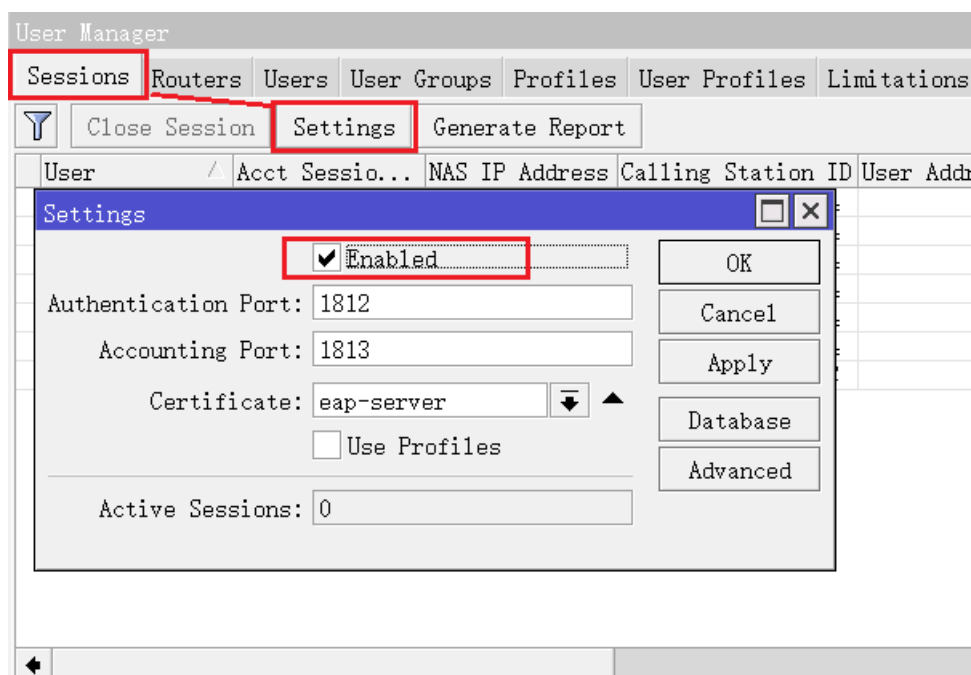 User Manager
Sessions Routers Users User Groups Profiles User Profiles Limitations
Close Session Settings Generate Report
User Acct Sessio... NAS IP Address Calling Station ID User Addr
Settings
Enabled
OK
Authentication Port: 1812
Cancel
Accounting Port: 1813
Apply
Certificate: eap-server
Database
Use Profiles
Advanced
Active Sessions: 0